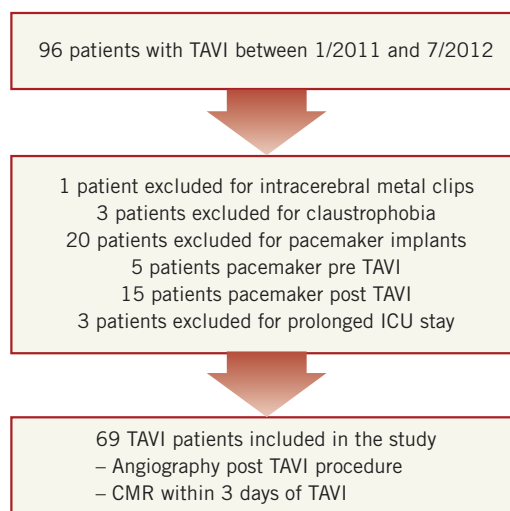 96 patients with TAVI between 1/2011 and 7/2012
1 patient excluded for intracerebral metal clips
3 patients excluded for claustrophobia
20 patients excluded for pacemaker implants
5 patients pacemaker pre TAVI
15 patients pacemaker post TAVI
3 patients excluded for prolonged ICU stay
69 TAVI patients included in the study
– Angiography post TAVI procedure
– CMR within 3 days of TAVI